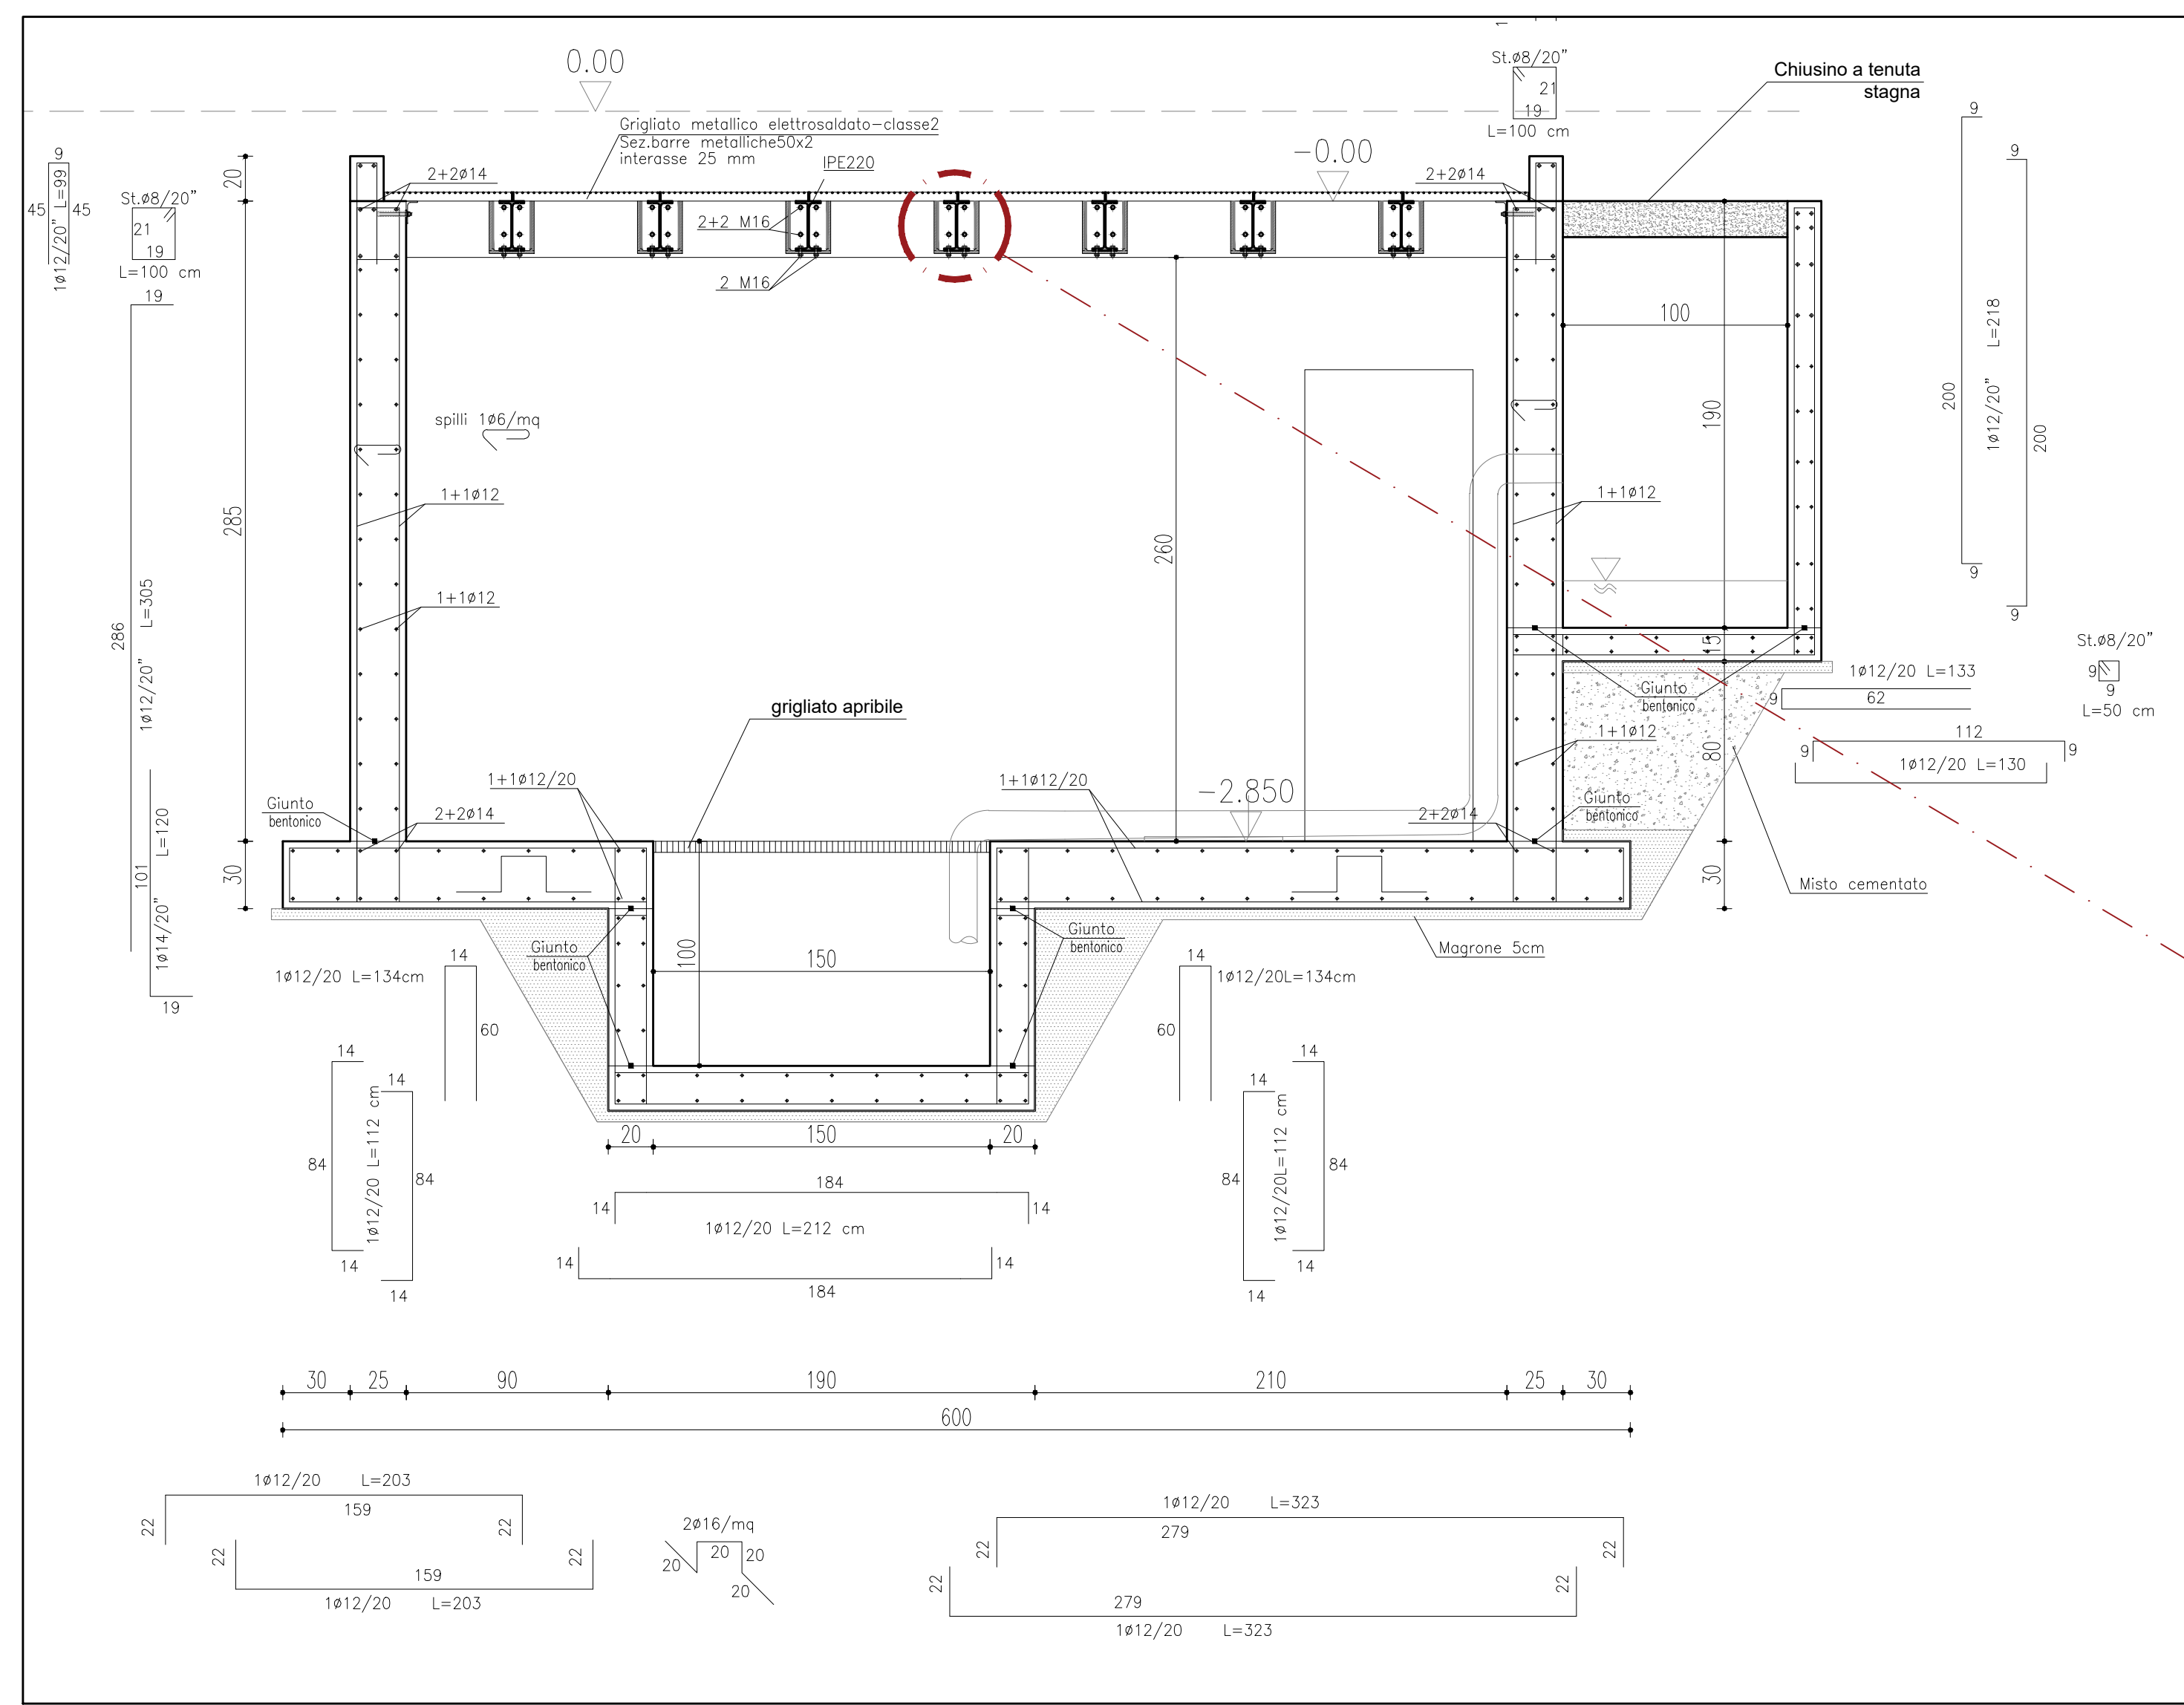 0.00
Grigliato metallico elettrosaldato-classe2
Sez.barre metalliche50x2
interasse 25 mm
IPE220
-0.00
1
St.ø8/20"
21
19
L=100 cm
Chiusino a tenuta
stagna
9
45
1ø12/20" L=99
45
St.ø8/20"
21
19
L=100 cm
20
2+2ø14
2+2 M16
2 M16
2+2ø14
100
190
9
200
1ø12/20" L=218
9
9
200
9
19
286
1ø12/20" L=305
285
spilli 1ø6/mq
1+1ø12
1+1ø12
260
1+1ø12
15
St.ø8/20"
9
9
L=50 cm
1ø12/20 L=133
9
62
112
9
9
1ø12/20 L=130
Giunto
bentonico
1+1ø12
80
grigliato apribile
1+1ø12/20
1+1ø12/20
-2.850
2+2ø14
Giunto
bentonico
Giunto
bentonico
2+2ø14
30
30
Misto cementato
Magrone 5cm
101
1ø14/20" L=120
19
100
150
Giunto
bentonico
Giunto
bentonico
1ø12/20 L=134cm
14
60
14
1ø12/20L=134cm
60
14
84
1ø12/20 L=112 cm
14
14
84
14
20
150
20
184
14
14
1ø12/20 L=212 cm
14
14
184
14
84
1ø12/20L=112 cm
14
14
84
14
30
25
90
190
210
25
30
600
1ø12/20 L=203
159
22
22
22
22
159
1ø12/20 L=203
2ø16/mq
20
20
20
20
1ø12/20 L=323
279
22
22
22
22
279
1ø12/20 L=323